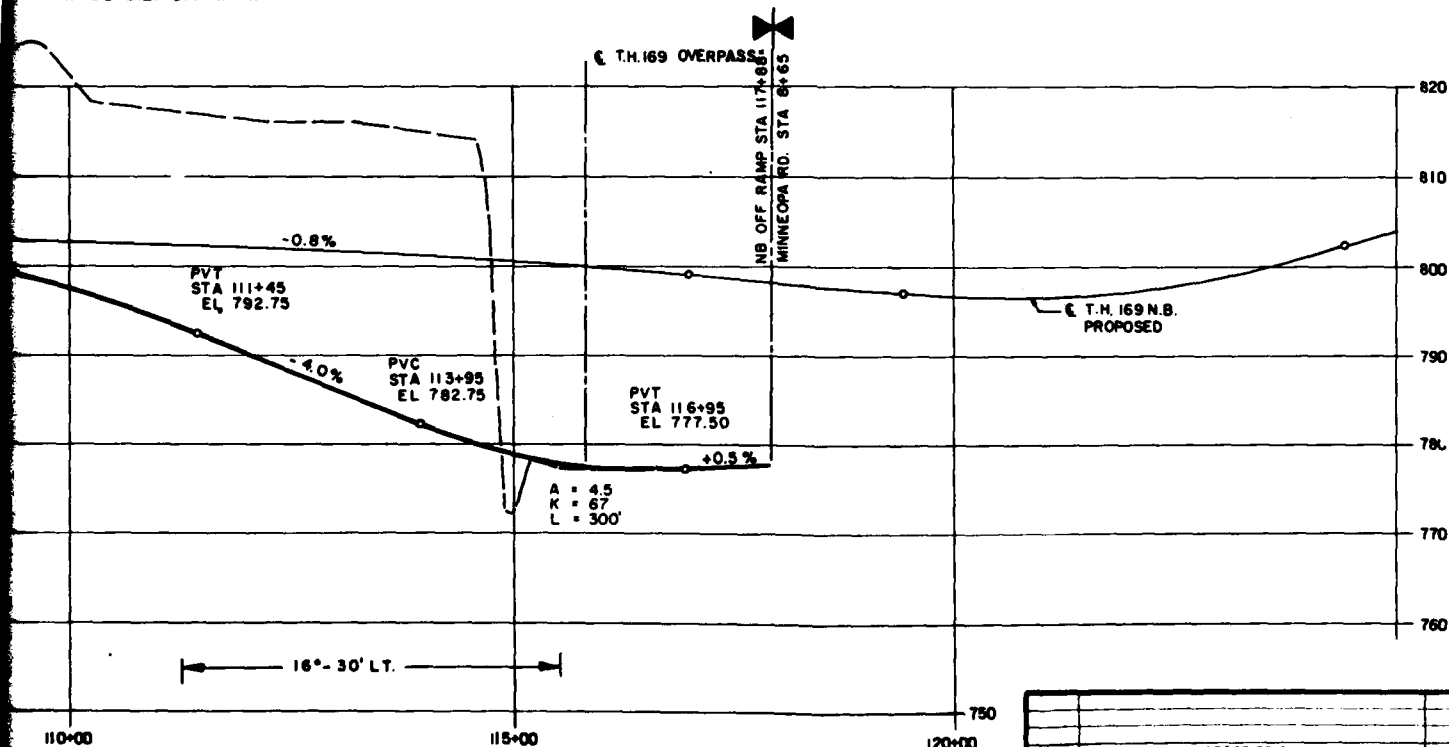 ℄ T.H.169 OVERPASS
NB OFF RAMP STA 117+88=
MINNEOPA RD. STA 8+65
820
810
-0.8%
800
PVT
STA 111+45
EL. 792.75
℄ T.H. 169 N.B.
PROPOSED
790
-4.0%
PVC
STA 113+95
EL 782.75
PVT
STA 116+95
EL 777.50
780
+0.5%
A = 4.5
K = 67
L = 300'
770
760
16°-30' LT.
750
110+00
115+00
120+00